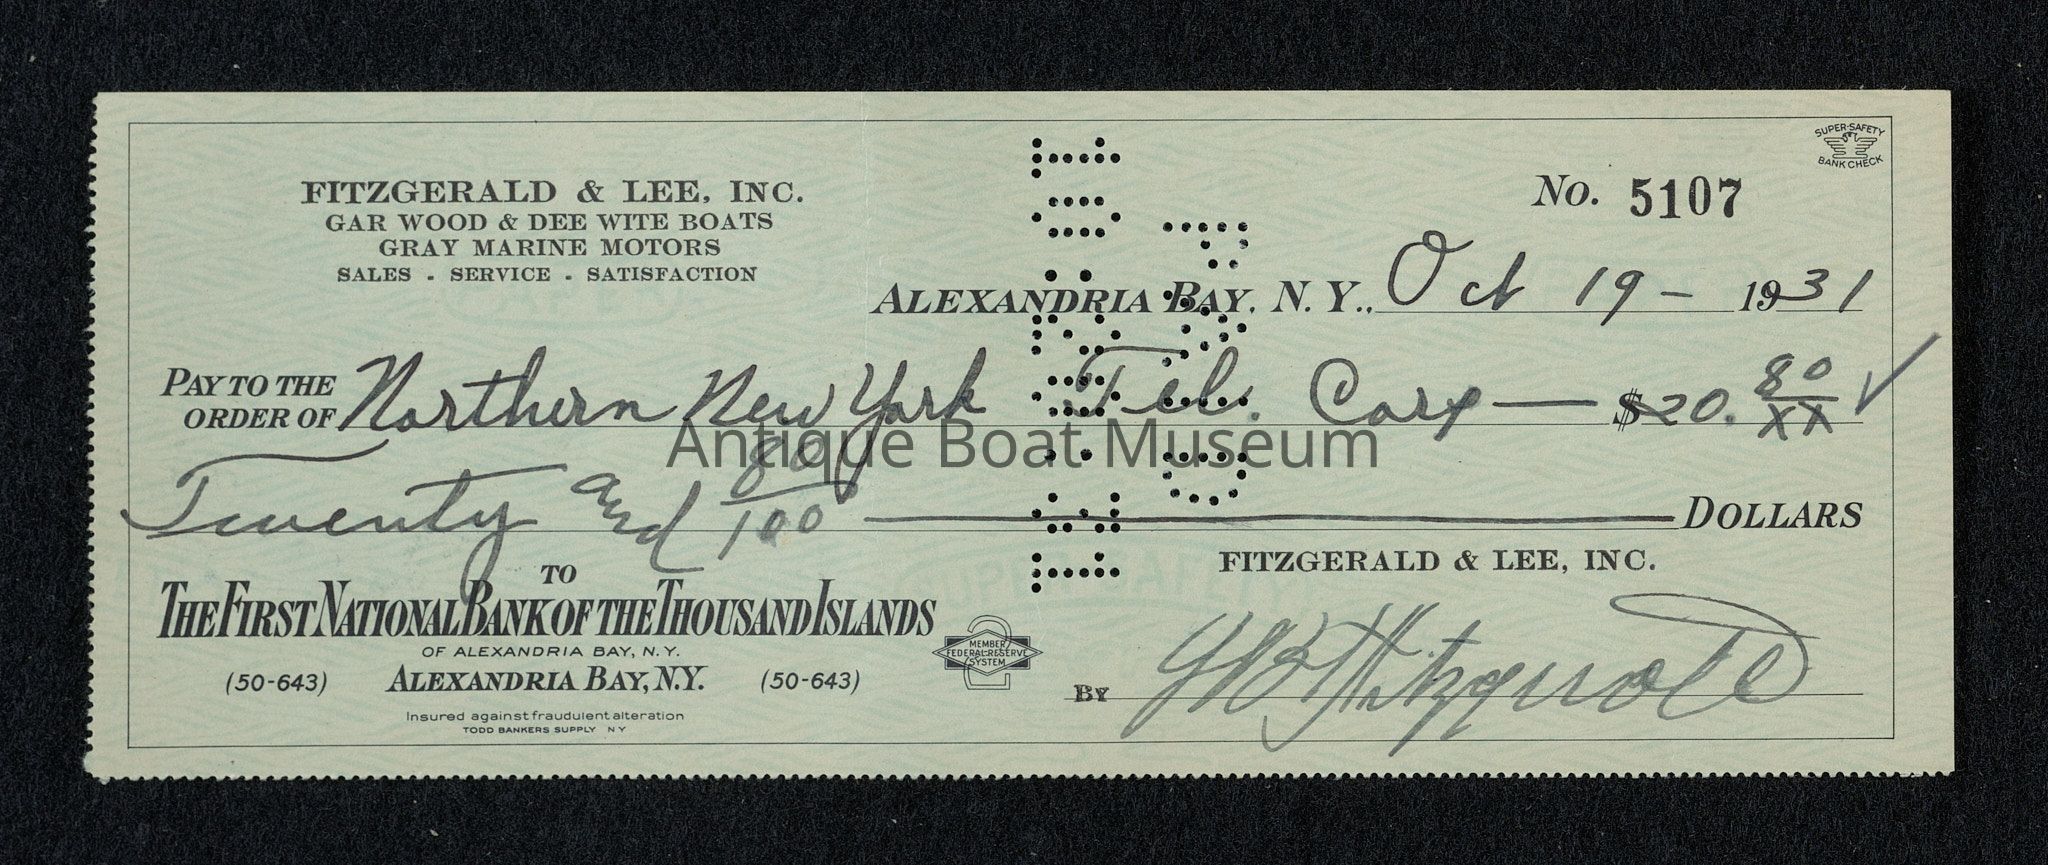 SUPER-SAFETY
BANK CHECK
FITZGERALD & LEE, INC.
GAR WOOD & DEE WITE BOATS
GRAY MARINE MOTORS
SALES - SERVICE - SATISFACTION
No. 5107
ALEXANDRIA BAY, N. Y., Oct 19 - 1931
PAY TO THE ORDER OF Northern New York Tel. Corp — $20. 80/XX ✓
Antique Boat Museum
Twenty and 80/100 — DOLLARS
FITZGERALD & LEE, INC.
TO
THE FIRST NATIONAL BANK OF THE THOUSAND ISLANDS
OF ALEXANDRIA BAY, N.Y.
(50-643) ALEXANDRIA BAY, N.Y. (50-643)
MEMBER
FEDERAL RESERVE
SYSTEM
BY Fitzgerald
Insured against fraudulent alteration
TODD BANKERS SUPPLY N Y